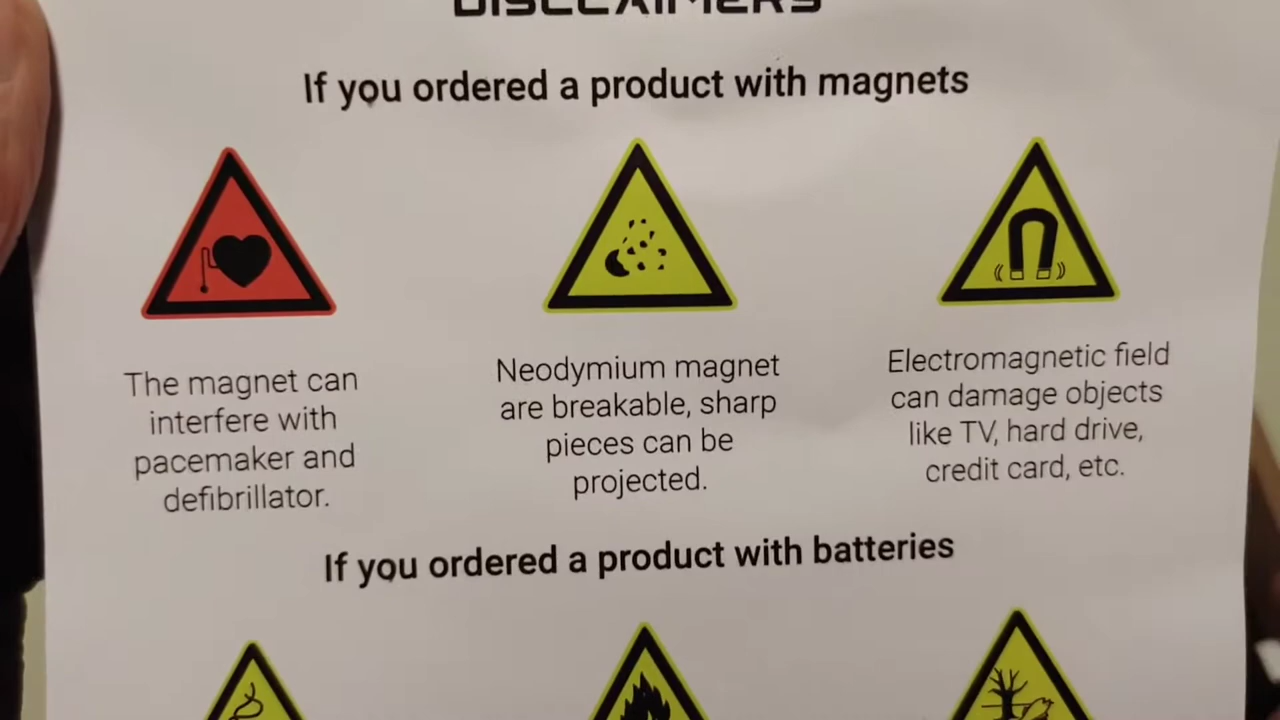 DISCLAIMERS
If you ordered a product with magnets
The magnet can
interfere with
pacemaker and
defibrillator.
Neodymium magnet
are breakable, sharp
pieces can be
projected.
Electromagnetic field
can damage objects
like TV, hard drive,
credit card, etc.
If you ordered a product with batteries